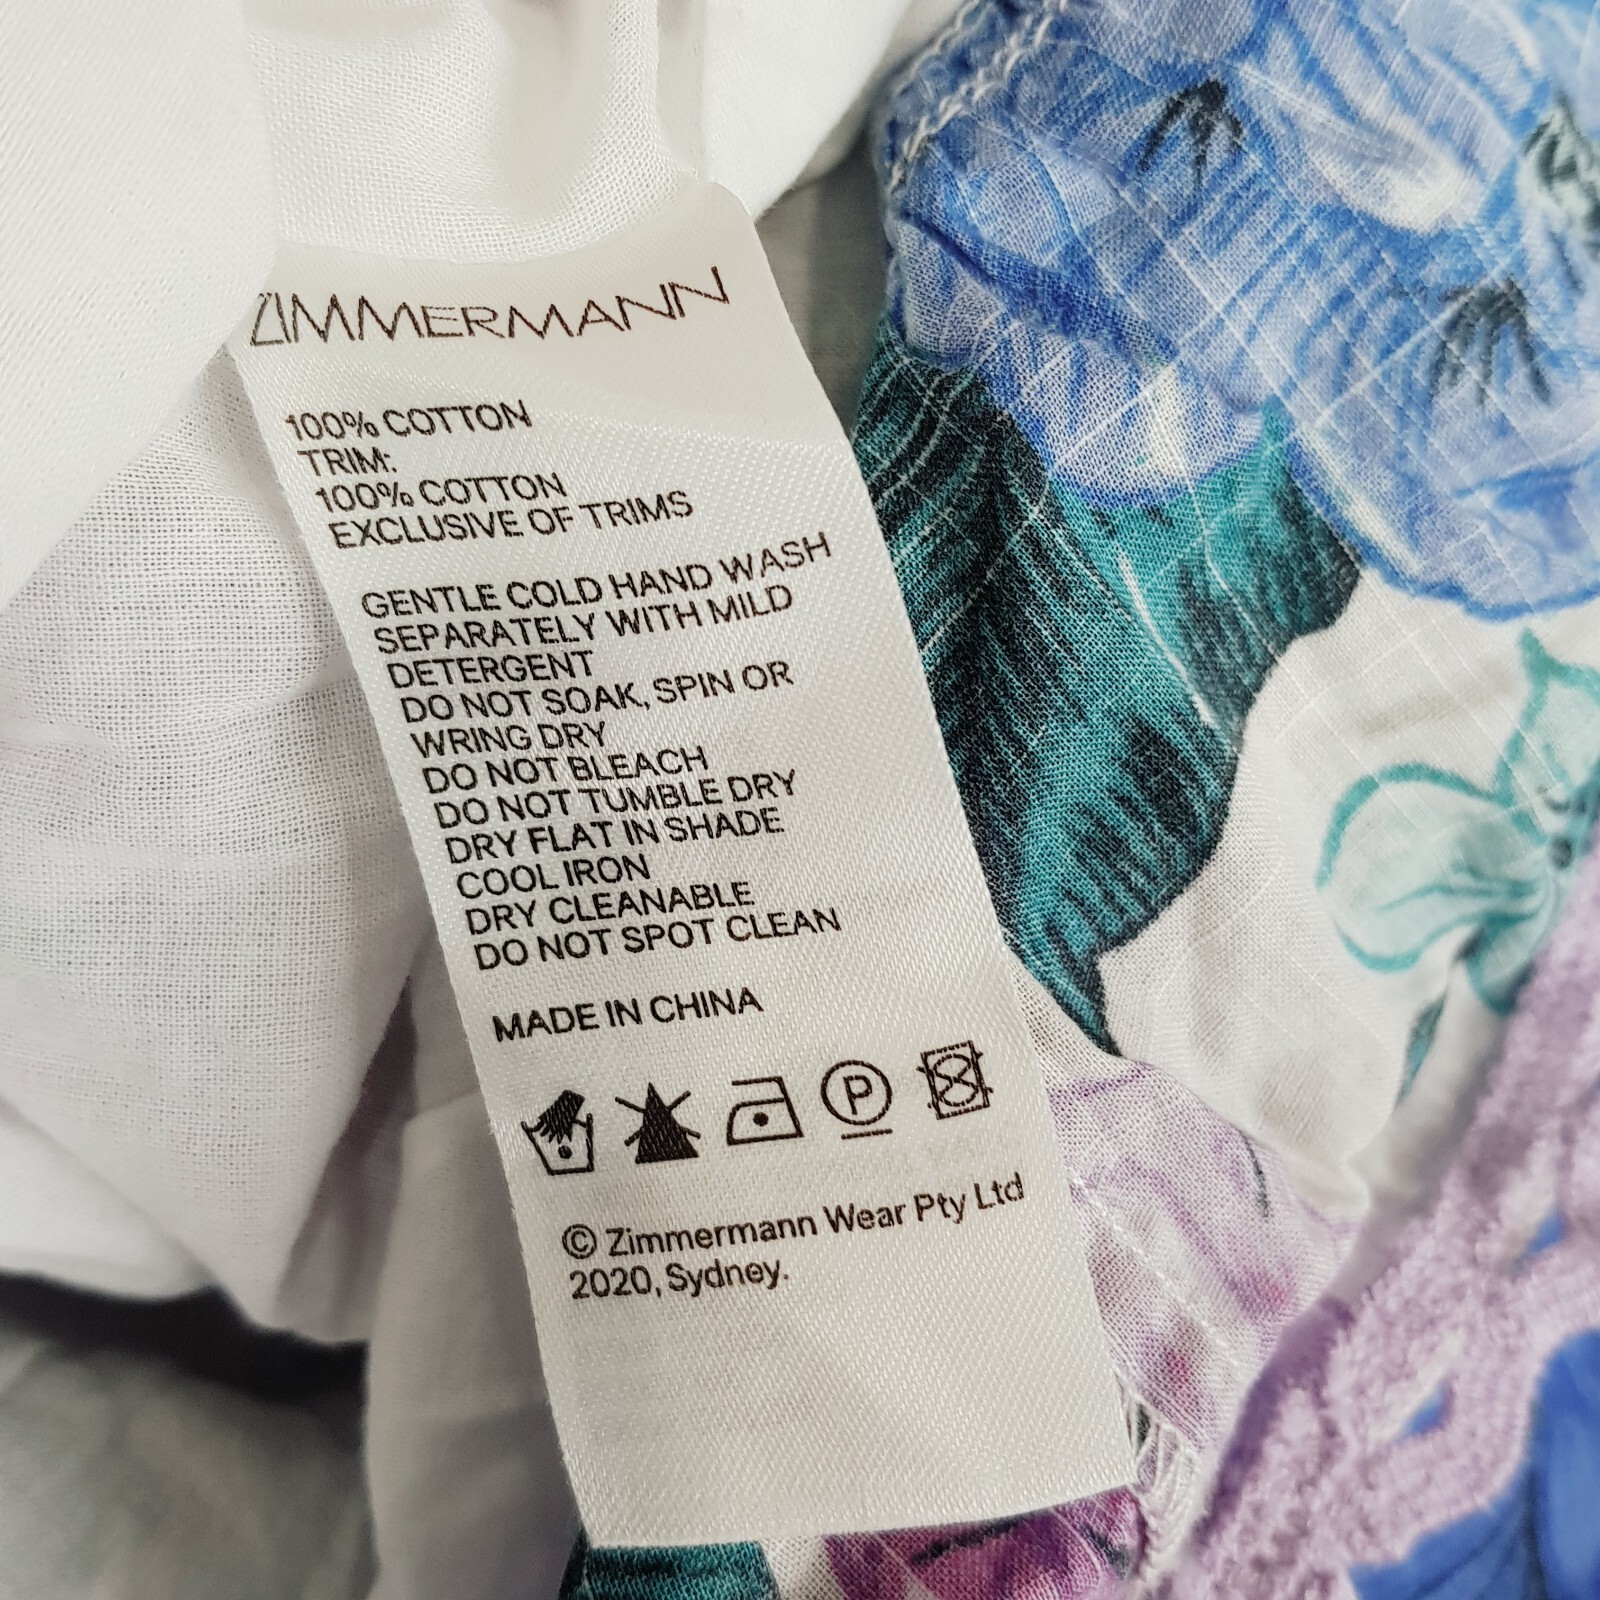 ZIMMERMANN
100% COTTON
TRIM:
100% COTTON
EXCLUSIVE OF TRIMS
GENTLE COLD HAND WASH
SEPARATELY WITH MILD
DETERGENT
DO NOT SOAK, SPIN OR
WRING DRY
DO NOT BLEACH
DO NOT TUMBLE DRY
DRY FLAT IN SHADE
COOL IRON
DRY CLEANABLE
DO NOT SPOT CLEAN
MADE IN CHINA
P
© Zimmermann Wear Pty Ltd
2020, Sydney.